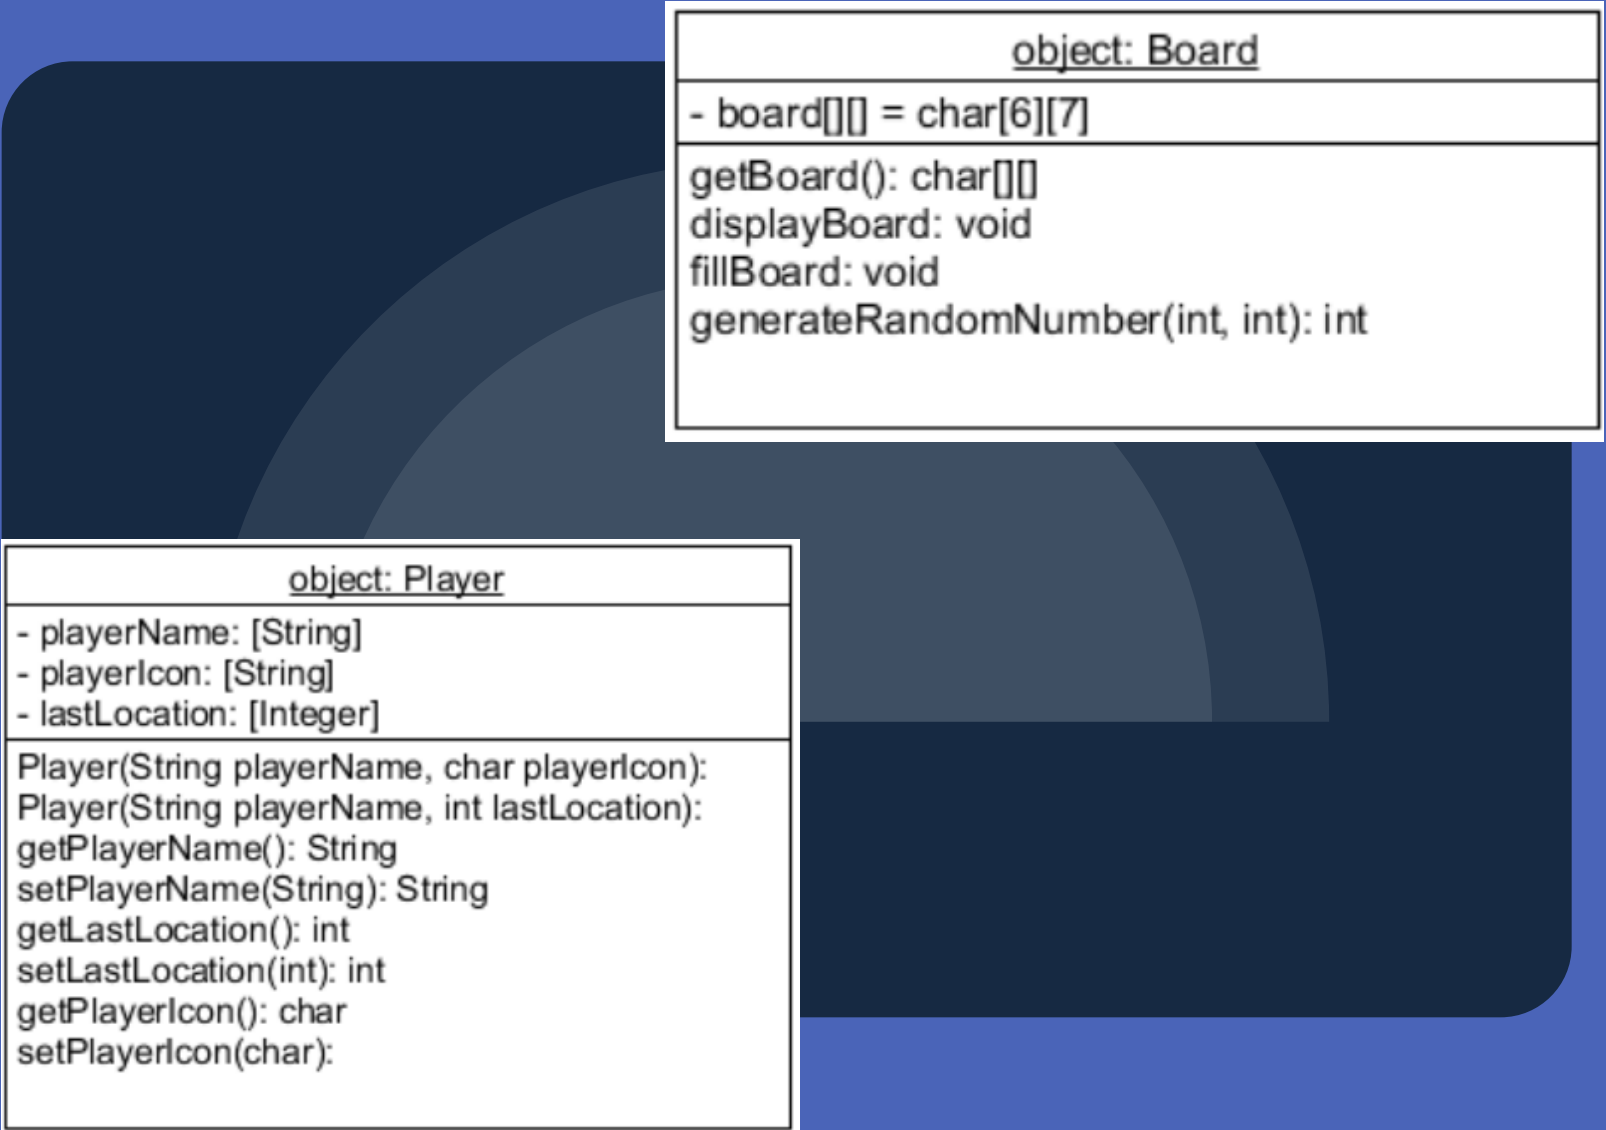 object: Board
- board[][] = char[6][7]
getBoard(): char[][]
displayBoard: void
fillBoard: void
generateRandomNumber(int, int): int
object: Player
- playerName: [String]
- playerIcon: [String]
- lastLocation: [Integer]
Player(String playerName, char playerIcon):
Player(String playerName, int lastLocation):
getPlayerName(): String
setPlayerName(String): String
getLastLocation(): int
setLastLocation(int): int
getPlayerIcon(): char
setPlayerIcon(char):